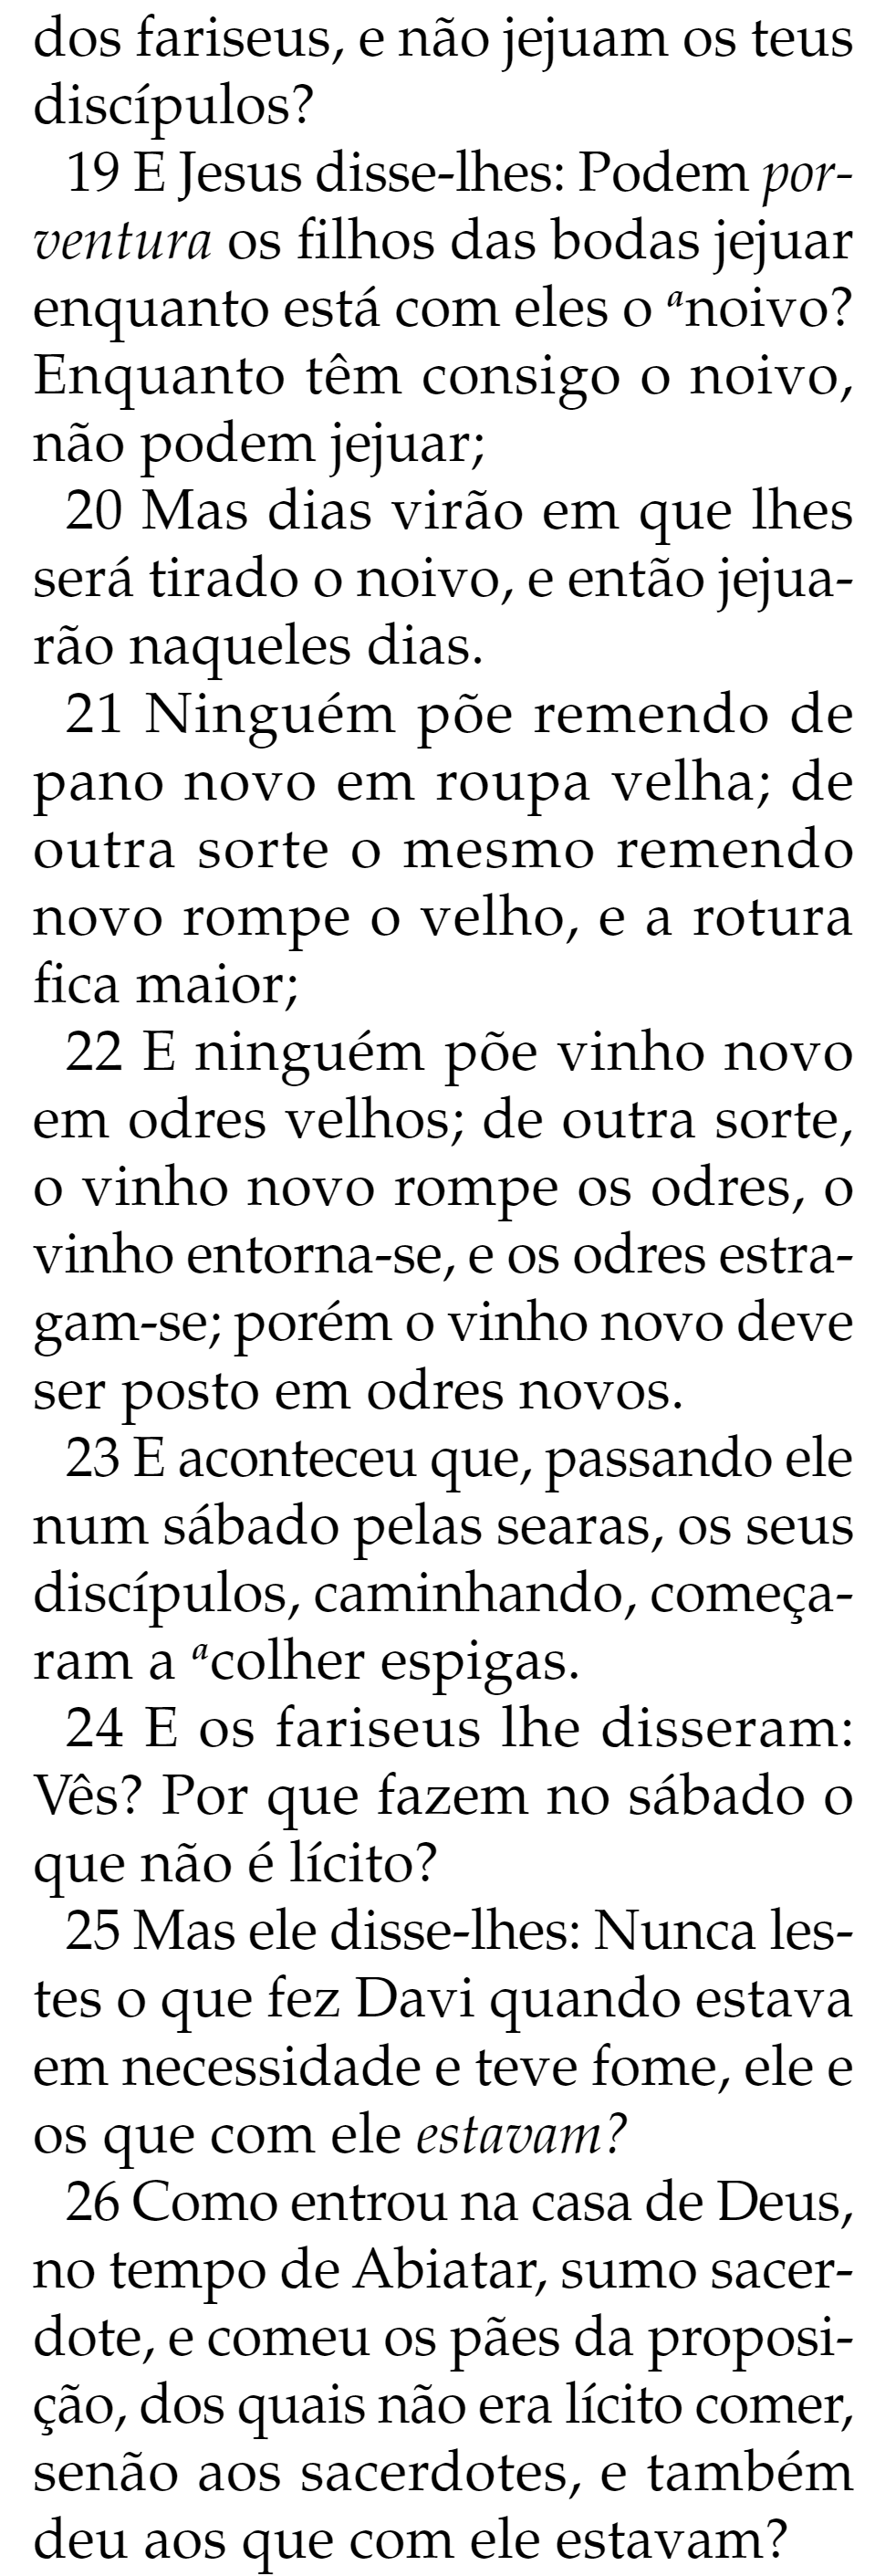 dos fariseus, e não jejuam os teus
discípulos?
19 E Jesus disse-lhes: Podem por-
ventura os filhos das bodas jejuar
enquanto está com eles o ᵃnoivo?
Enquanto têm consigo o noivo,
não podem jejuar;
20 Mas dias virão em que lhes
será tirado o noivo, e então jejua-
rão naqueles dias.
21 Ninguém põe remendo de
pano novo em roupa velha; de
outra sorte o mesmo remendo
novo rompe o velho, e a rotura
fica maior;
22 E ninguém põe vinho novo
em odres velhos; de outra sorte,
o vinho novo rompe os odres, o
vinho entorna-se, e os odres estra-
gam-se; porém o vinho novo deve
ser posto em odres novos.
23 E aconteceu que, passando ele
num sábado pelas searas, os seus
discípulos, caminhando, começa-
ram a ᵃcolher espigas.
24 E os fariseus lhe disseram:
Vês? Por que fazem no sábado o
que não é lícito?
25 Mas ele disse-lhes: Nunca les-
tes o que fez Davi quando estava
em necessidade e teve fome, ele e
os que com ele estavam?
26 Como entrou na casa de Deus,
no tempo de Abiatar, sumo sacer-
dote, e comeu os pães da proposi-
ção, dos quais não era lícito comer,
senão aos sacerdotes, e também
deu aos que com ele estavam?